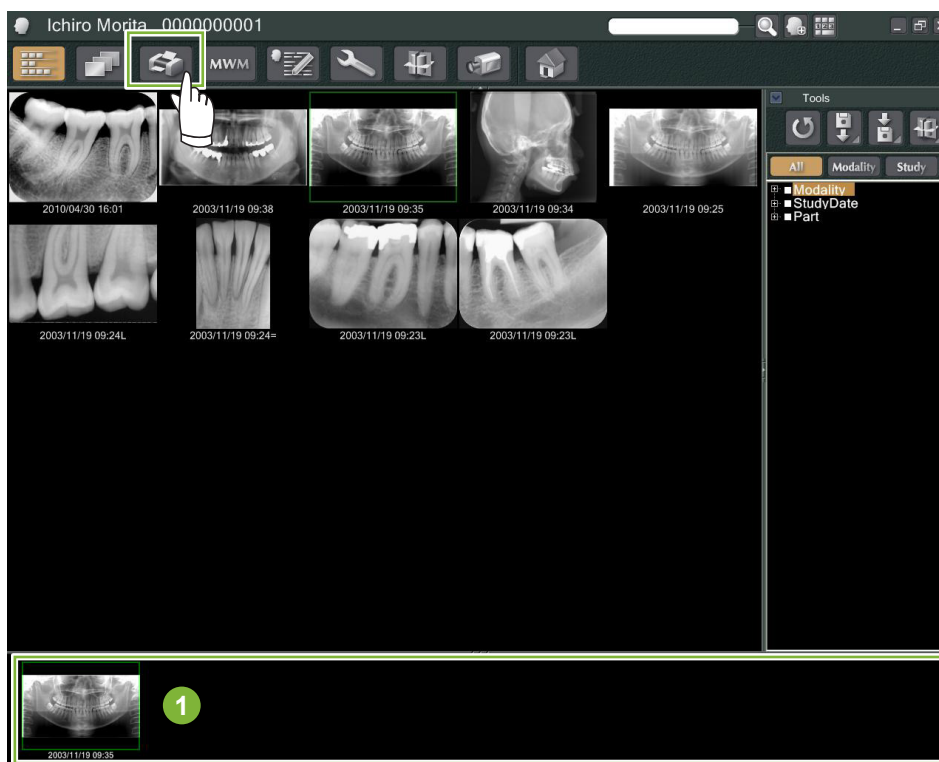 Ichiro Morita 0000000001
MWM
Tools
All Modality Study
Modality
StudyDate
Part
2010/04/30 16:01 2003/11/19 09:38 2003/11/19 09:35 2003/11/19 09:34 2003/11/19 09:25
2003/11/19 09:24L 2003/11/19 09:24= 2003/11/19 09:23L 2003/11/19 09:23L
1
2003/11/19 09:35